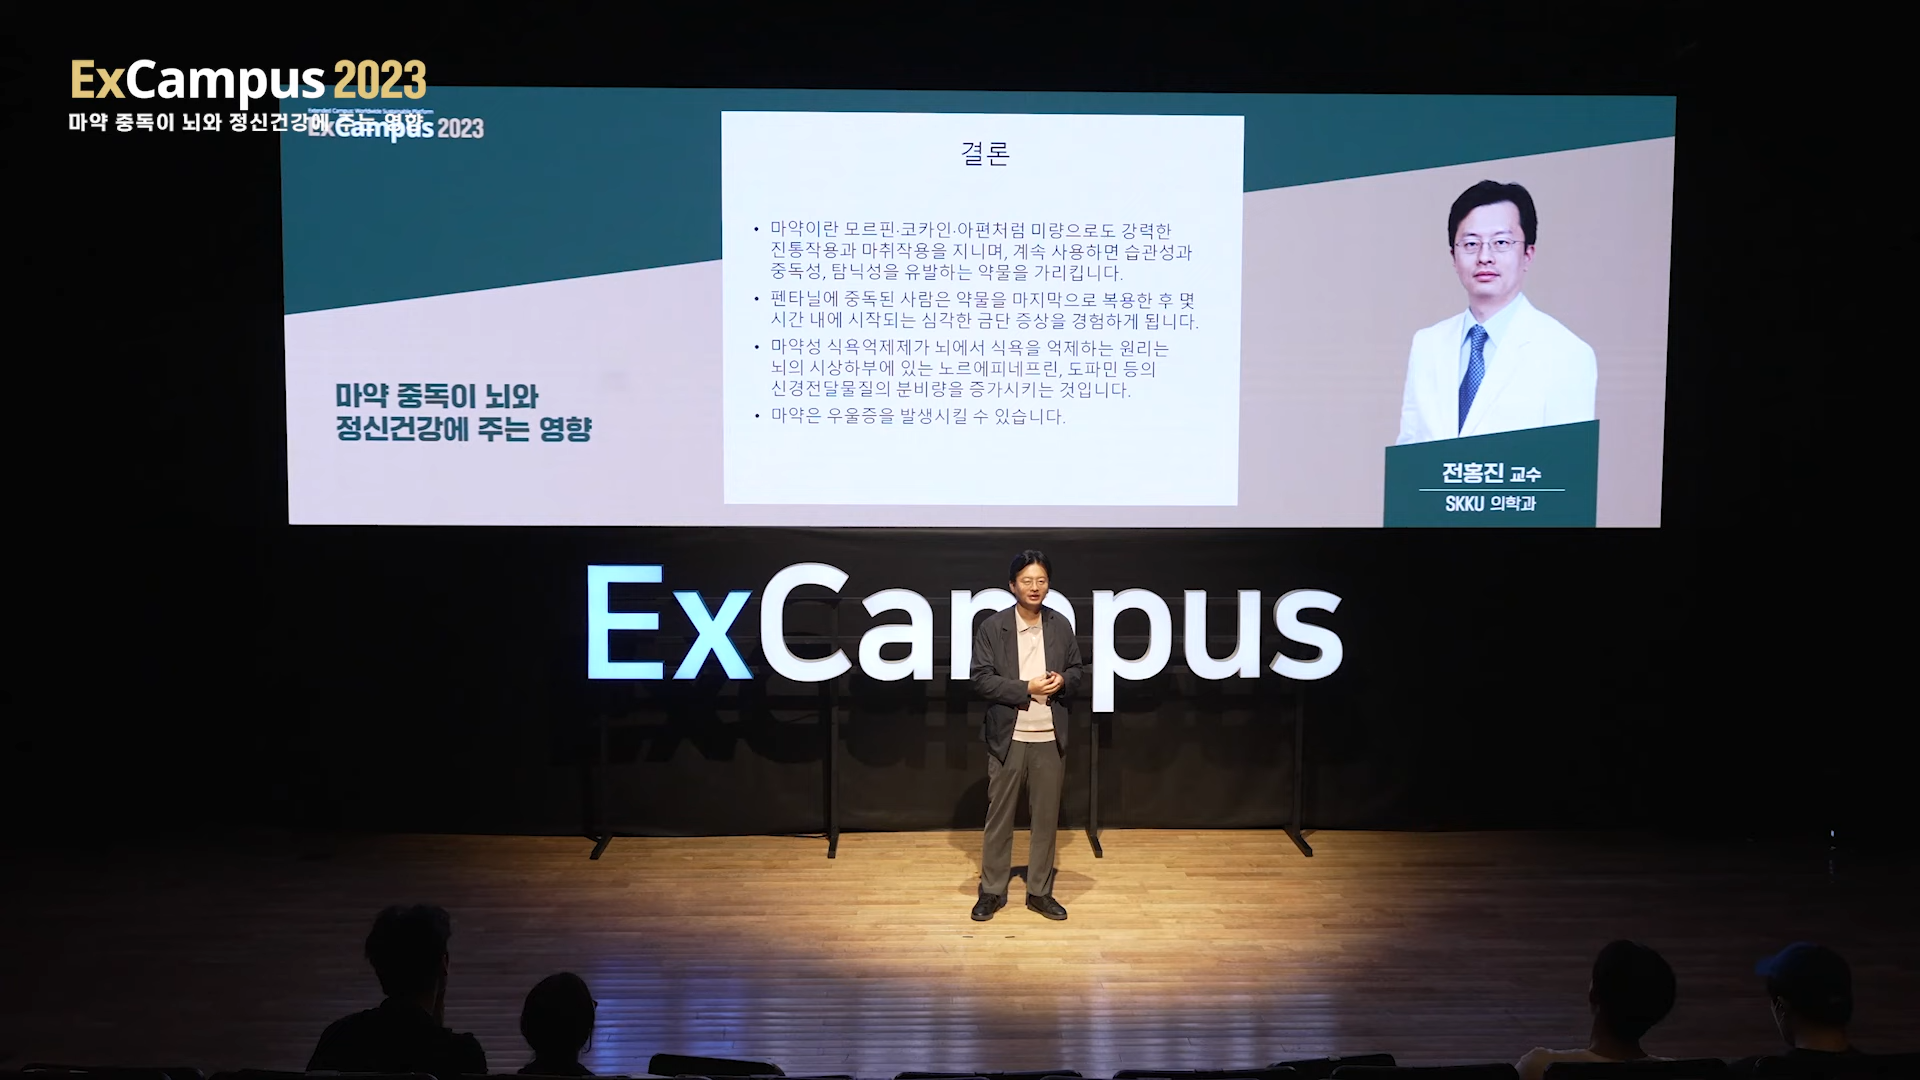 ExCampus 2023
마약 중독이 뇌와 정신건강에 주는 영향
Extended Campus: Worldwide Sustainable Platform
ExCampus 2023
결론
• 마약이란 모르핀·코카인·아편처럼 미량으로도 강력한
진통작용과 마취작용을 지니며, 계속 사용하면 습관성과
중독성, 탐닉성을 유발하는 약물을 가리킵니다.
• 펜타닐에 중독된 사람은 약물을 마지막으로 복용한 후 몇
시간 내에 시작되는 심각한 금단 증상을 경험하게 됩니다.
• 마약성 식욕억제제가 뇌에서 식욕을 억제하는 원리는
뇌의 시상하부에 있는 노르에피네프린, 도파민 등의
신경전달물질의 분비량을 증가시키는 것입니다.
• 마약은 우울증을 발생시킬 수 있습니다.
마약 중독이 뇌와
정신건강에 주는 영향
전홍진 교수
SKKU 의학과
ExCampus